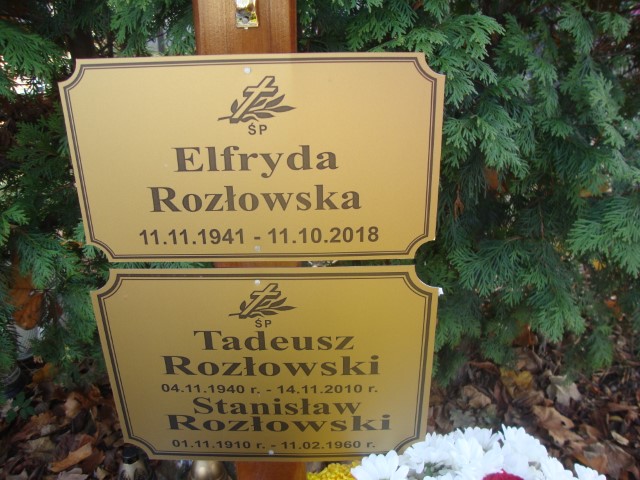 ŚP
Elfryda
Rozłowska
11.11.1941 - 11.10.2018
ŚP
Tadeusz
Rozłowski
04.11.1940 r. - 14.11.2010 r.
Stanisław
Rozłowski
01.11.1910 r. - 11.02.1960 r.